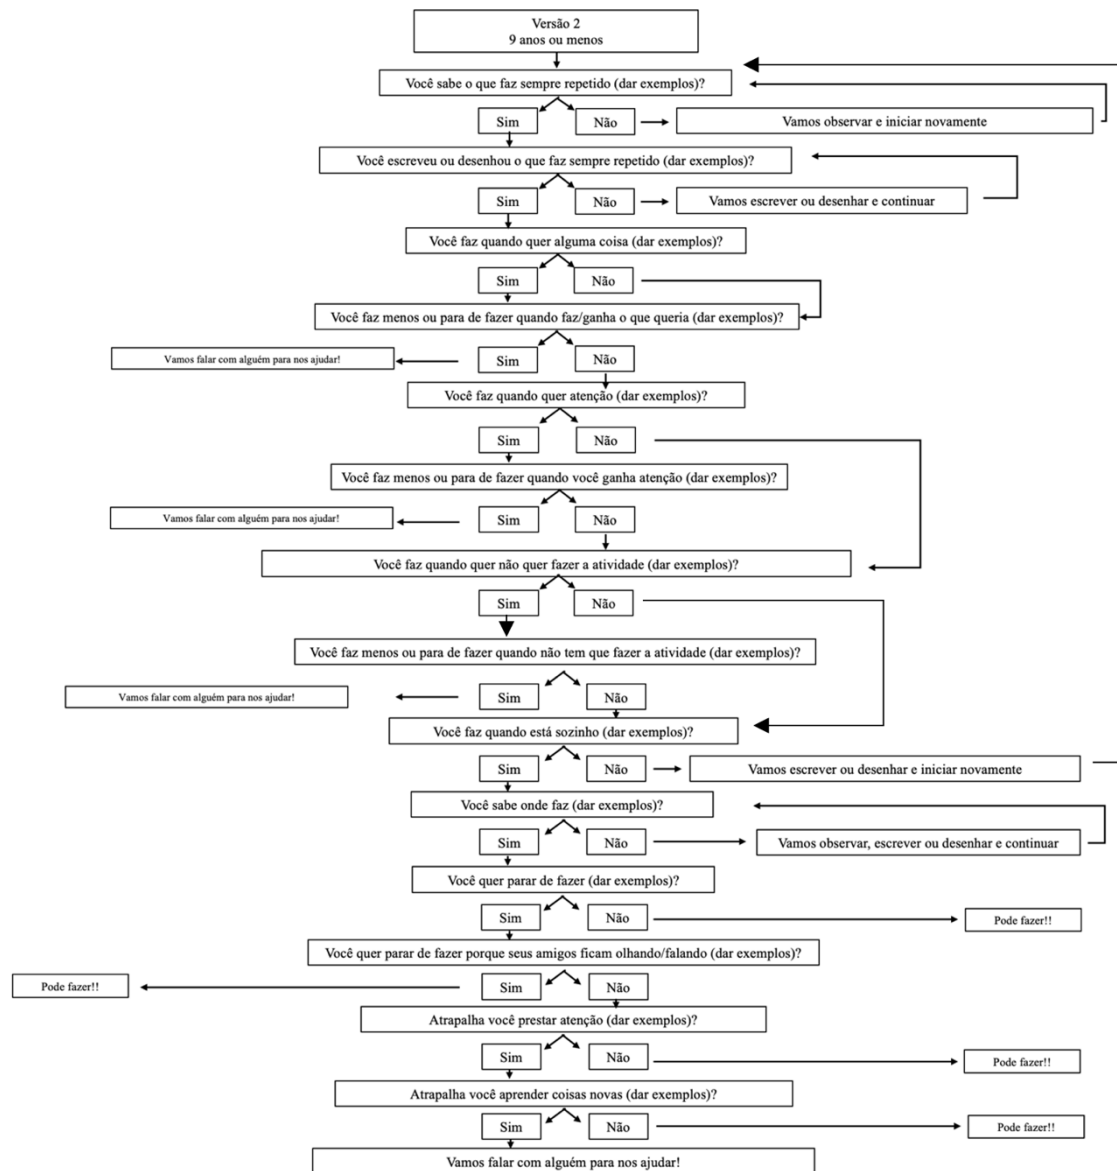 Versão 2
9 anos ou menos
Você sabe o que faz sempre repetido (dar exemplos)?
Sim
Não
Vamos observar e iniciar novamente
Você escreveu ou desenhou o que faz sempre repetido (dar exemplos)?
Sim
Não
Vamos escrever ou desenhar e continuar
Você faz quando quer alguma coisa (dar exemplos)?
Sim
Não
Você faz menos ou para de fazer quando faz/ganha o que queria (dar exemplos)?
Vamos falar com alguém para nos ajudar!
Sim
Não
Você faz quando quer atenção (dar exemplos)?
Sim
Não
Você faz menos ou para de fazer quando você ganha atenção (dar exemplos)?
Vamos falar com alguém para nos ajudar!
Sim
Não
Você faz quando quer não quer fazer a atividade (dar exemplos)?
Sim
Não
Você faz menos ou para de fazer quando não tem que fazer a atividade (dar exemplos)?
Vamos falar com alguém para nos ajudar!
Sim
Não
Você faz quando está sozinho (dar exemplos)?
Sim
Não
Vamos escrever ou desenhar e iniciar novamente
Você sabe onde faz (dar exemplos)?
Sim
Não
Vamos observar, escrever ou desenhar e continuar
Você quer parar de fazer (dar exemplos)?
Sim
Não
Pode fazer!!
Você quer parar de fazer porque seus amigos ficam olhando/falando (dar exemplos)?
Pode fazer!!
Sim
Não
Atrapalha você prestar atenção (dar exemplos)?
Sim
Não
Pode fazer!!
Atrapalha você aprender coisas novas (dar exemplos)?
Sim
Não
Pode fazer!!
Vamos falar com alguém para nos ajudar!